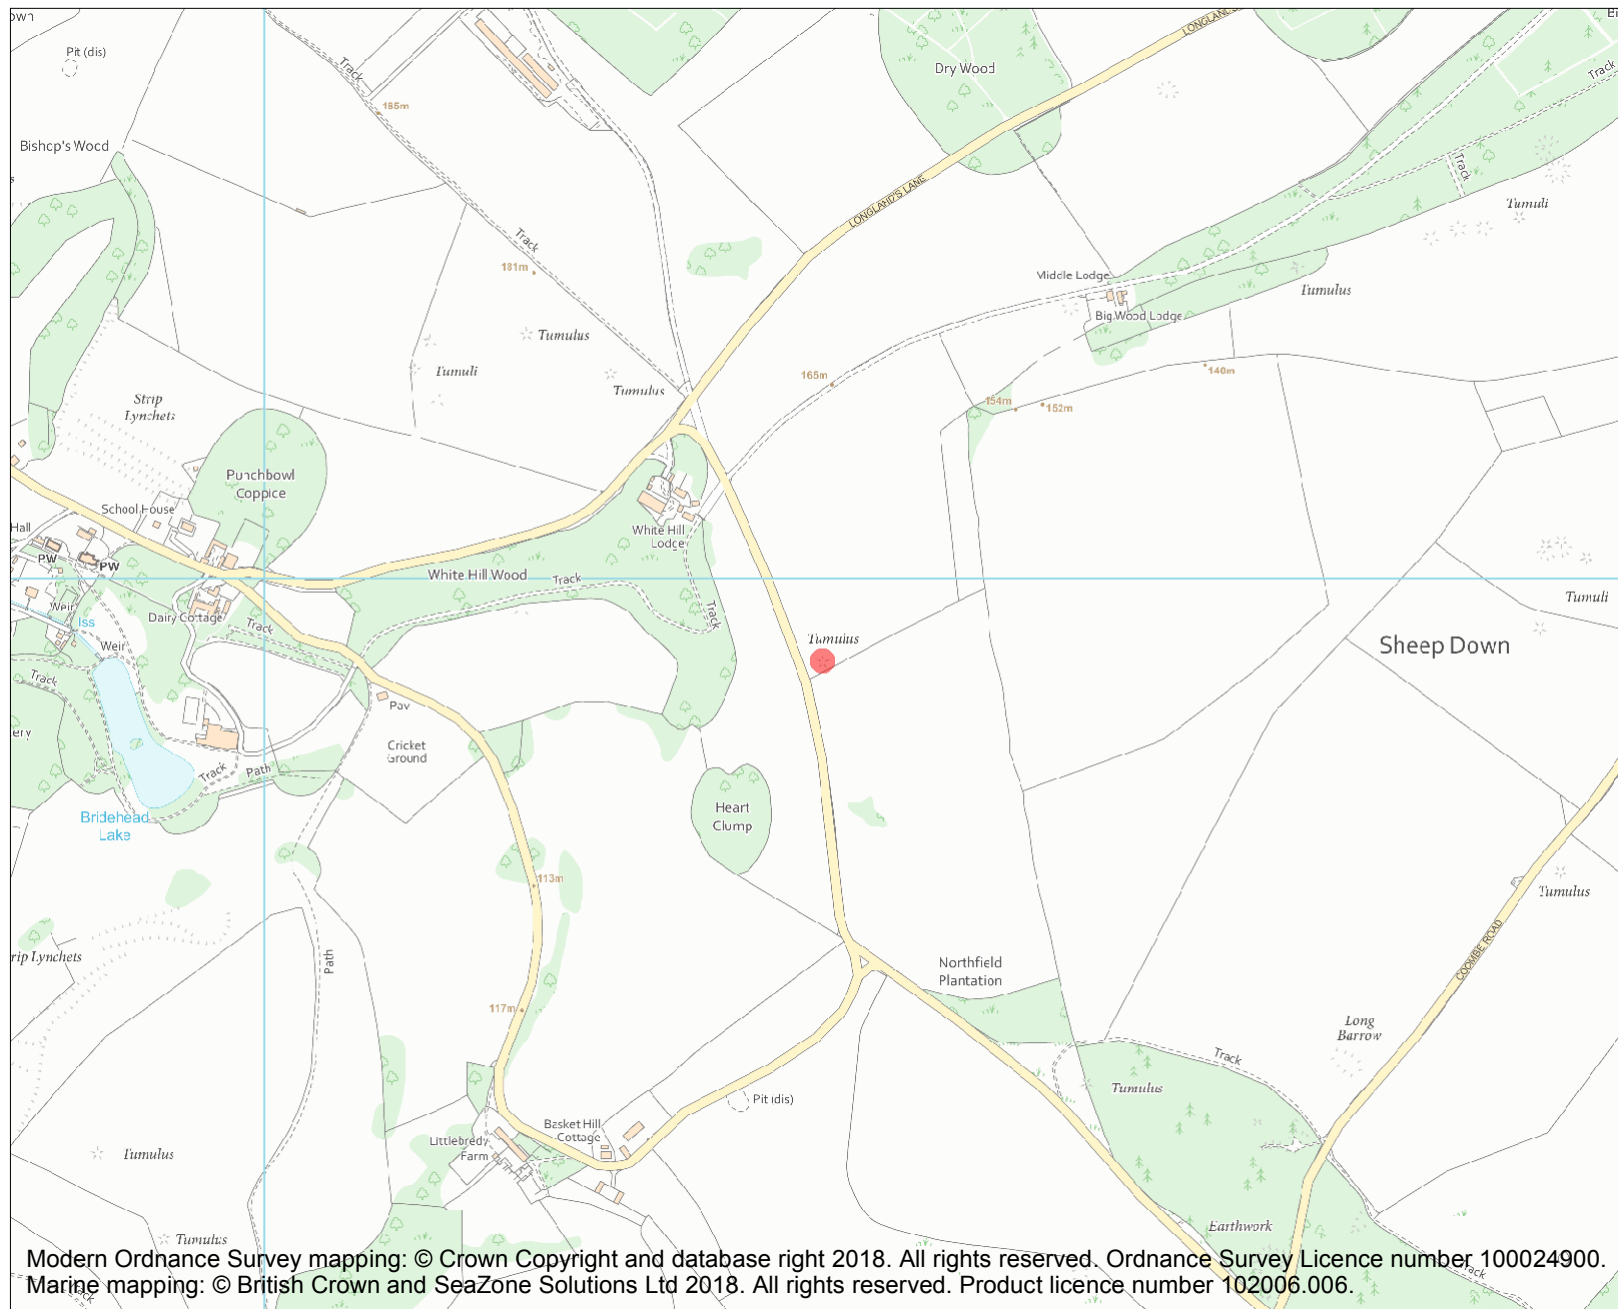 Pit (dis)
Track
185m
Bishop's Wood
Dry Wood
LONGLAND'S LANE
Track
Track
Tumuli
Track
181m
Middle Lodge
Tumulus
Big Wood Lodge
Tumulus
Tumuli
Tumulus
165m
140m
154m
152m
Strip
Lynchets
Punchbowl
Coppice
School House
Hall
PW
PW
White Hill
Lodge
White Hill Wood
Track
Track
Weir
Dairy Cottage
Track
Weir
Tumulus
Tumuli
Sheep Down
Track
Pav
Cricket
Ground
Track
Path
Bridehead
Lake
Heart
Clump
113m
Tumulus
COOMBE ROAD
Path
Northfield
Plantation
117m
Long
Barrow
Track
Tumulus
Pit (dis)
Basket Hill
Cottage
Littlebredy
Farm
Tumulus
Earthwork
Tumulus
Track
Track
Modern Ordnance Survey mapping: © Crown Copyright and database right 2018. All rights reserved. Ordnance Survey Licence number 100024900.
Marine mapping: © British Crown and SeaZone Solutions Ltd 2018. All rights reserved. Product licence number 102006.006.